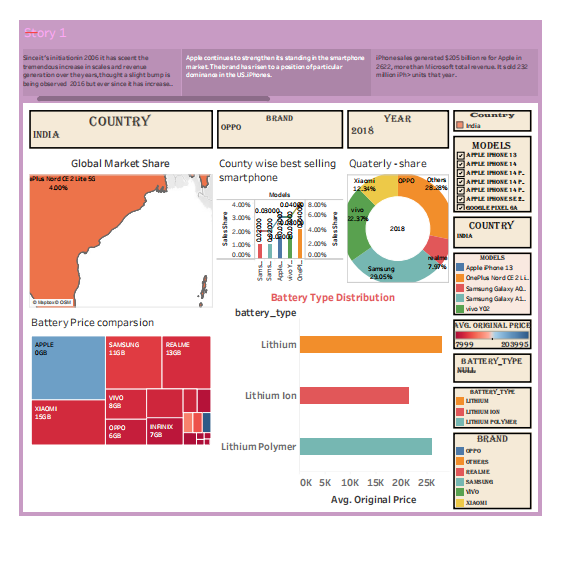 Story 1
Since it's initiation in 2006 it has sceent the
tremendous increase in scales and revenue
generation over the years, thought a slight bump is
being observed 2016 but ever since it has increase...
Apple continues to strengthen its standing in the smartphone
market. The brand has risen to a position of particular
dominance in the US. iPhones.
iPhone sales generated $205 billion re for Apple in
2022, more than Microsoft total revenue. It sold 232
million iPh> units that year.
COUNTRY
INDIA
BRAND
OPPO
YEAR
2018
Country
India
Global Market Share
ePlus Nord CE 2 Lite 5G
4.00%
© Mapbox © OSM
County wise best selling
smartphone
Models
Sales Share
4.00%
3.00%
2.00%
1.00%
0.00%
8.00%
6.00%
4.00%
2.00%
0.00%
Sales Share
0.02000
0.03000
Sams..
Sams..
Apple..
vivo Y..
OnePl..
Quaterly - share
Xiaomi
12.34%
OPPO
Others
28.28%
vivo
22.37%
2018
realme
7.97%
Samsung
29.05%
MODELS
APPLE IPHONE 13
APPLE IPHONE 14
APPLE IPHONE 14 P..
APPLE IPHONE 14 P..
APPLE IPHONE SE 2..
GOOGLE PIXEL 6A
COUNTRY
INDIA
MODELS
Apple iPhone 13
OnePlus Nord CE 2 Li..
Samsung Galaxy A0..
Samsung Galaxy A1..
vivo Y02
AVG. ORIGINAL PRICE
7999
203995
BATTERY_TYPE
NULL
BATTERY_TYPE
LITHIUM
LITHIUM ION
LITHIUM POLYMER
BRAND
OPPO
OTHERS
REALME
SAMSUNG
VIVO
XIAOMI
Battery Price comparsion
APPLE
0GB
SAMSUNG
11GB
REALME
13GB
XIAOMI
15GB
VIVO
8GB
OPPO
6GB
INFINIX
7GB
Battery Type Distribution
battery_type
Lithium
Lithium Ion
Lithium Polymer
0K 5K 10K 15K 20K 25K
Avg. Original Price